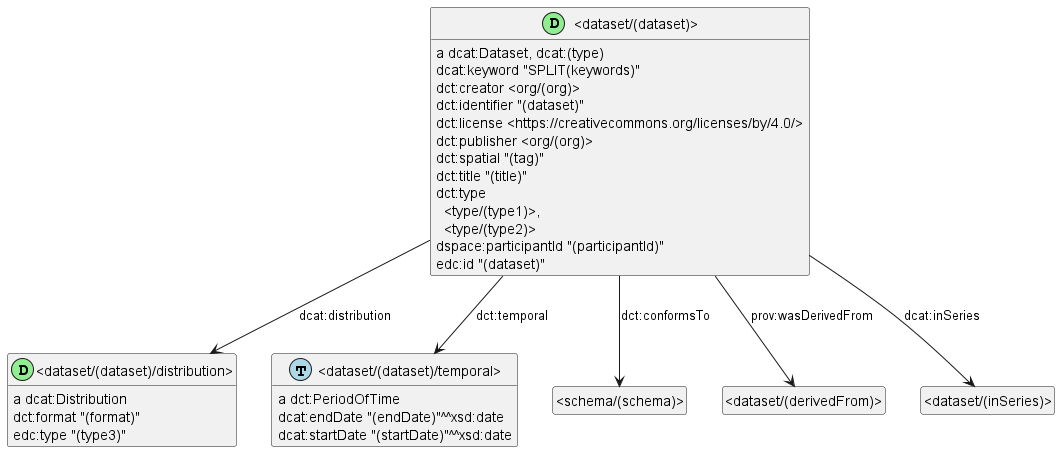 D <dataset/(dataset)>
a dcat:Dataset, dcat:(type)
dcat:keyword "SPLIT(keywords)"
dct:creator <org/(org)>
dct:identifier "(dataset)"
dct:license <https://creativecommons.org/licenses/by/4.0/>
dct:publisher <org/(org)>
dct:spatial "(tag)"
dct:title "(title)"
dct:type
<type/(type1)>,
<type/(type2)>
dspace:participantId "(participantId)"
edc:id "(dataset)"
dcat:distribution
dct:temporal
dct:conformsTo
prov:wasDerivedFrom
dcat:inSeries
D <dataset/(dataset)/distribution>
a dcat:Distribution
dct:format "(format)"
edc:type "(type3)"
T <dataset/(dataset)/temporal>
a dct:PeriodOfTime
dcat:endDate "(endDate)"^^xsd:date
dcat:startDate "(startDate)"^^xsd:date
<schema/(schema)>
<dataset/(derivedFrom)>
<dataset/(inSeries)>